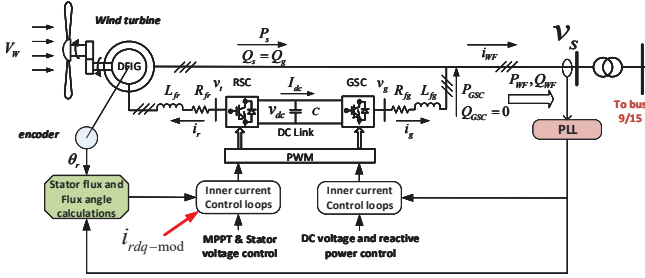 Wind turbine
V_W
DFIG
P_s
Q_s = Q_g
i_WF
v_s
L_fr
R_fr
v_t
RSC
I_dc
GSC
v_g
R_fg
L_fg
P_GSC
Q_GSC = 0
P_WF, Q_WF
To bus
9/15
v_dc
C
DC Link
i_r
i_g
PLL
encoder
θ_r
PWM
Stator flux and
Flux angle
calculations
Inner current
Control loops
Inner current
Control loops
i_rdq-mod
MPPT & Stator
voltage control
DC voltage and reactive
power control